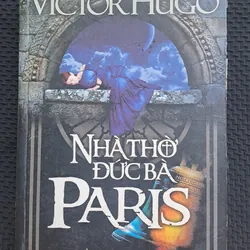 VICTOR HUGO
NHÀ THỜ
ĐỨC BÀ
PARIS